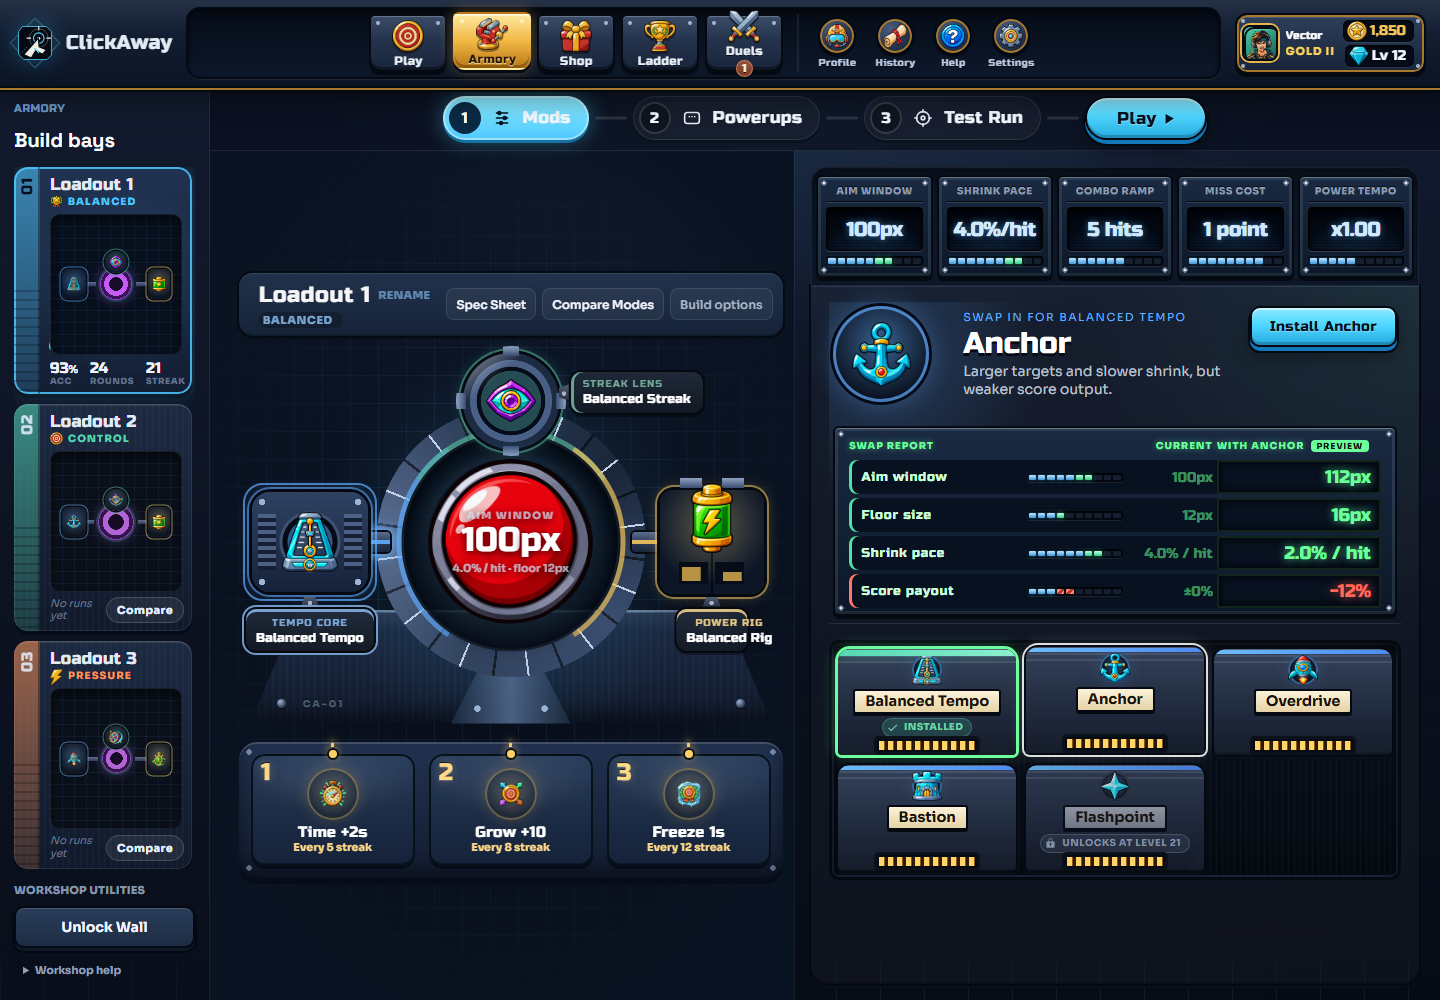 ClickAway
Play
Armory
Shop
Ladder
Duels
1
Profile
History
Help
Settings
Vector
GOLD II
1,850
Lv 12
ARMORY
Build bays
01
Loadout 1
BALANCED
93%
ACC
24
ROUNDS
21
STREAK
02
Loadout 2
CONTROL
No runs yet
Compare
03
Loadout 3
PRESSURE
No runs yet
Compare
WORKSHOP UTILITIES
Unlock Wall
Workshop help
1 Mods
2 Powerups
3 Test Run
Play
Loadout 1 RENAME
BALANCED
Spec Sheet
Compare Modes
Build options
STREAK LENS
Balanced Streak
AIM WINDOW
100px
4.0% / hit · floor 12px
TEMPO CORE
Balanced Tempo
POWER RIG
Balanced Rig
CA-01
1
Time +2s
Every 5 streak
2
Grow +10
Every 8 streak
3
Freeze 1s
Every 12 streak
AIM WINDOW
100px
SHRINK PACE
4.0%/hit
COMBO RAMP
5 hits
MISS COST
1 point
POWER TEMPO
x1.00
SWAP IN FOR BALANCED TEMPO
Anchor
Larger targets and slower shrink, but
weaker score output.
Install Anchor
SWAP REPORT CURRENT WITH ANCHOR PREVIEW
Aim window 100px 112px
Floor size 12px 16px
Shrink pace 4.0% / hit 2.0% / hit
Score payout ±0% −12%
Balanced Tempo
INSTALLED
Anchor
Overdrive
Bastion
Flashpoint
UNLOCKS AT LEVEL 21